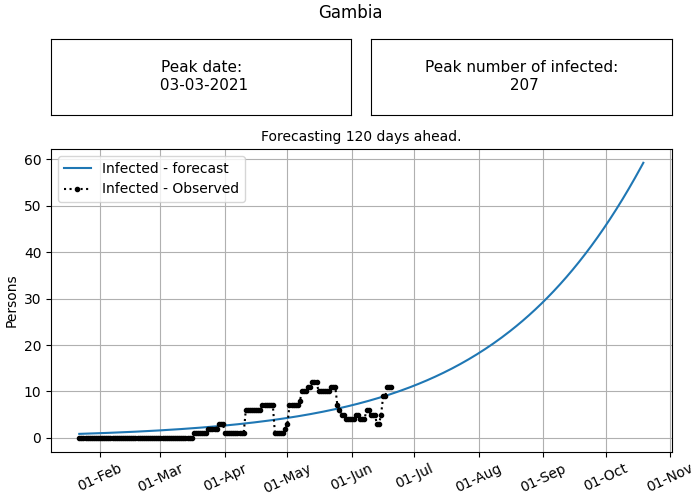 Gambia
Peak date:
03-03-2021
Peak number of infected:
207
Forecasting 120 days ahead.
Infected - forecast
Infected - Observed
Persons
60
50
40
30
20
10
0
01-Feb
01-Mar
01-Apr
01-May
01-Jun
01-Jul
01-Aug
01-Sep
01-Oct
01-Nov